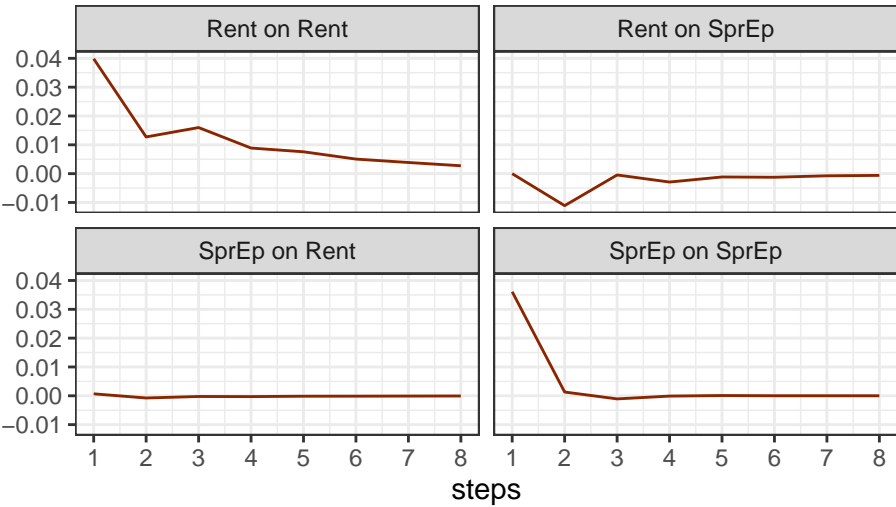 Rent on Rent
Rent on SprEp
0.04
0.03
0.02
0.01
0.00
−0.01
SprEp on Rent
SprEp on SprEp
0.04
0.03
0.02
0.01
0.00
−0.01
1 2 3 4 5 6 7 8
1 2 3 4 5 6 7 8
steps